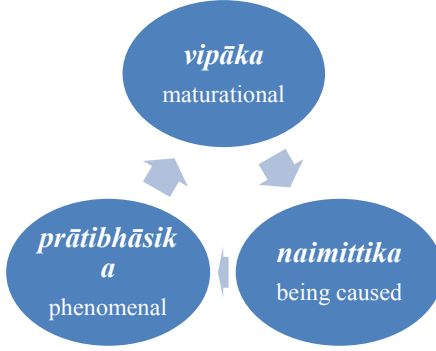 vipāka
maturational
prātibhāsik
a
phenomenal
naimittika
being caused